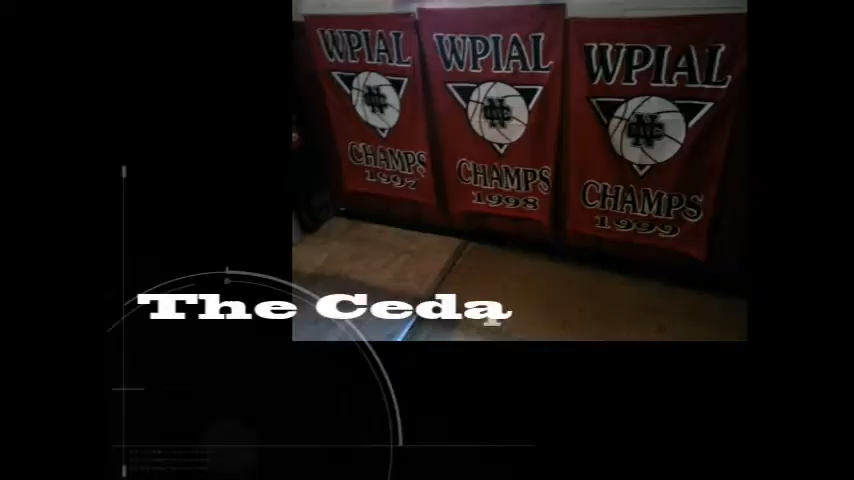 WPIAL
CHAMPS
1997
WPIAL
CHAMPS
1998
WPIAL
CHAMPS
1999
The Ceda